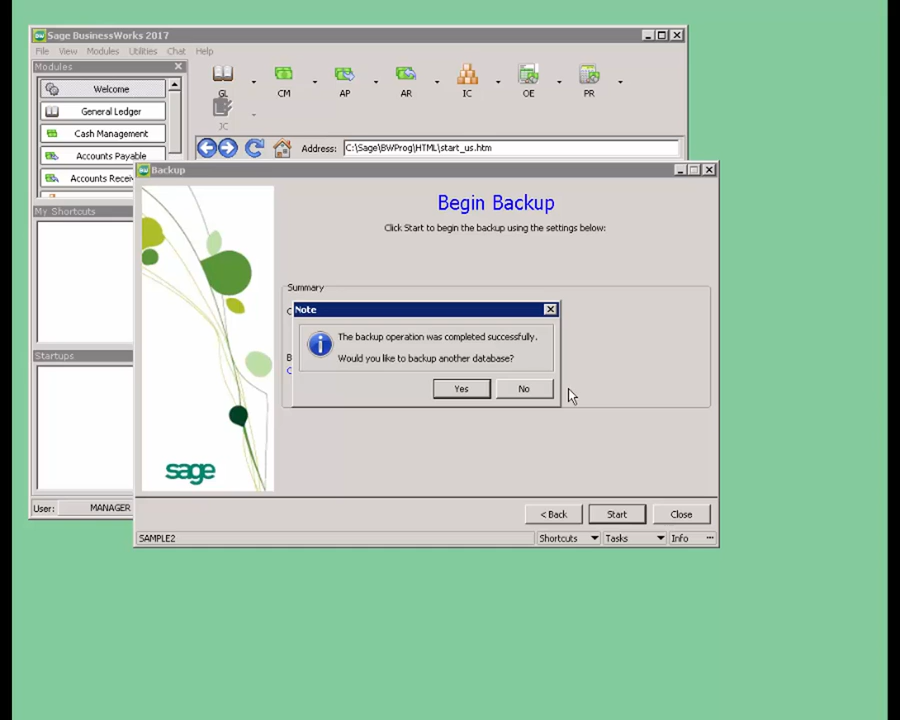 Sage BusinessWorks 2017
File View Modules Utilities Chat Help
Modules
Welcome
General Ledger
Cash Management
Accounts Payable
Accounts Recei
GL CM AP AR IC OE PR
JC
Address: C:\Sage\BWProg\HTML\start_us.htm
My Shortcuts
Startups
User: MANAGER
Backup
Begin Backup
Click Start to begin the backup using the settings below:
Summary
Note
The backup operation was completed successfully.
Would you like to backup another database?
Yes No
sage
< Back Start Close
SAMPLE2 Shortcuts Tasks Info